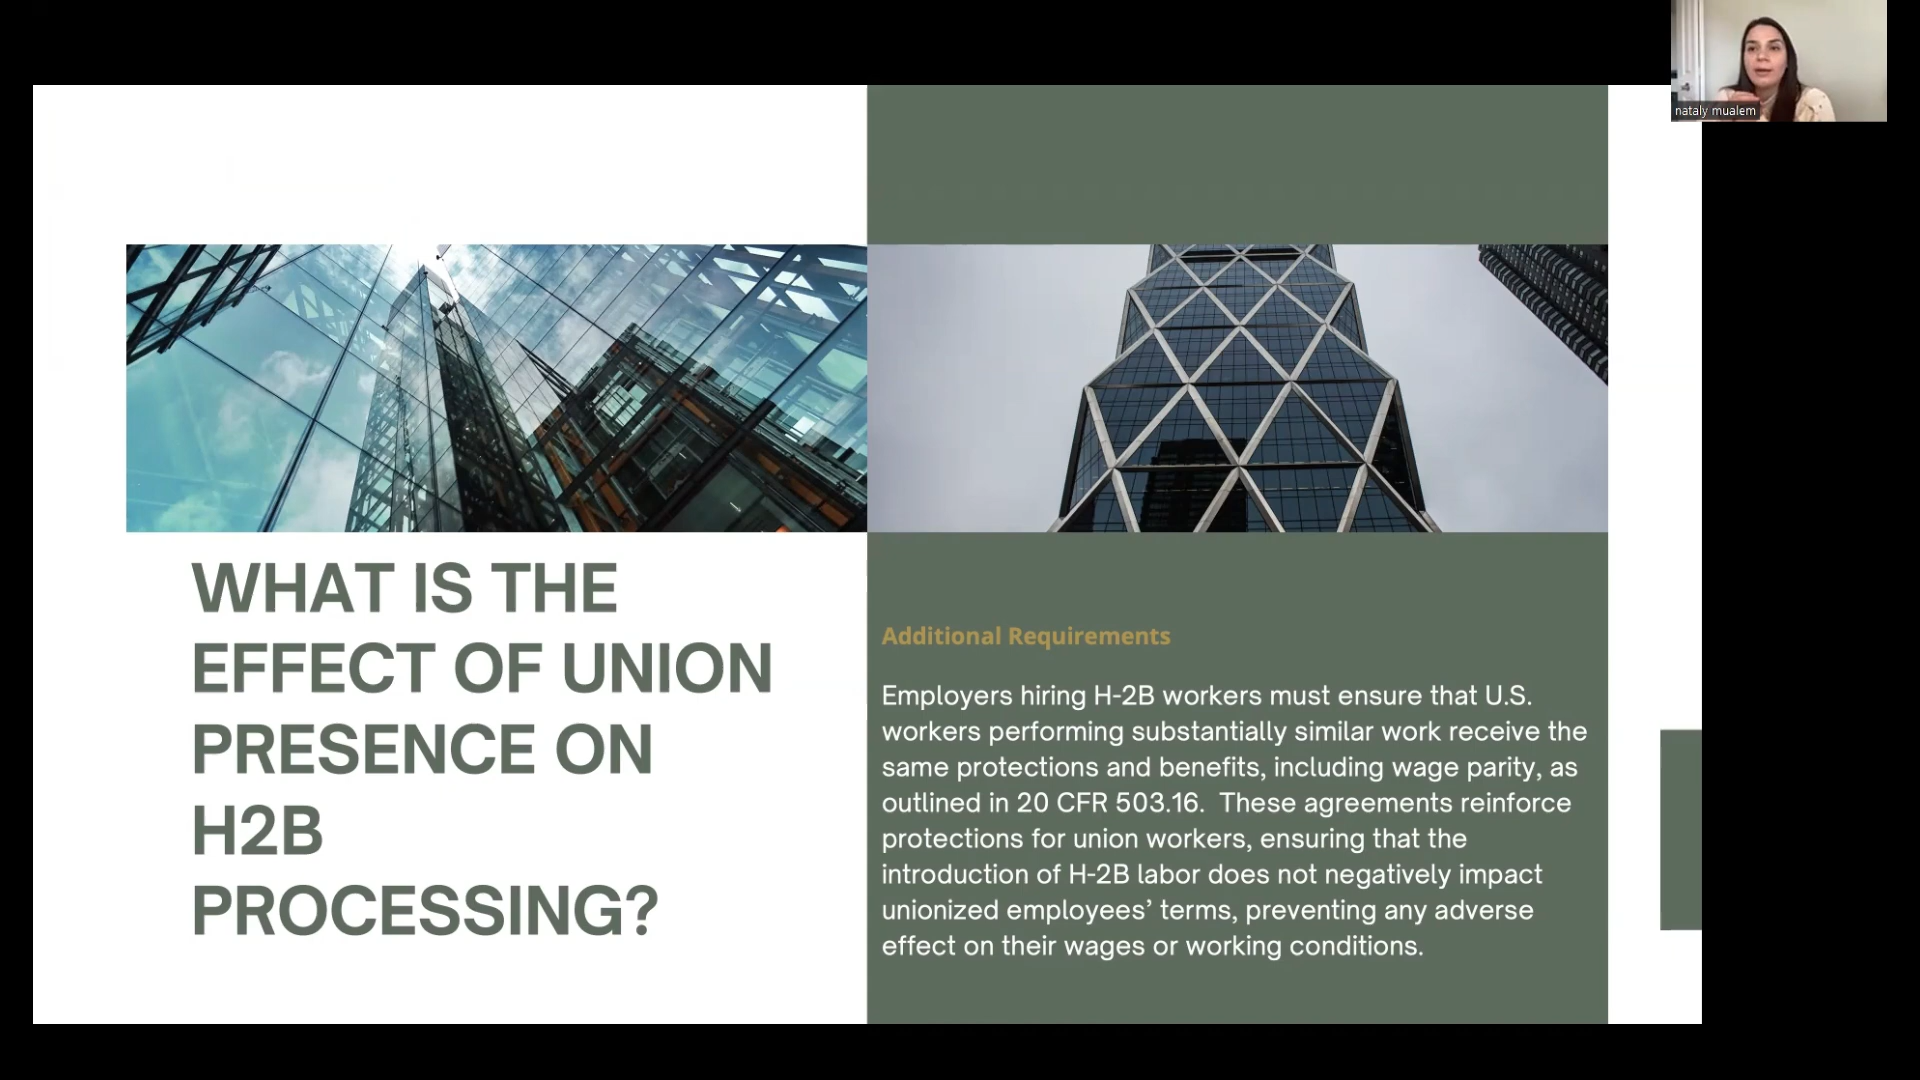 nataly mualem
WHAT IS THE
EFFECT OF UNION
PRESENCE ON
H2B
PROCESSING?
Additional Requirements
Employers hiring H-2B workers must ensure that U.S.
workers performing substantially similar work receive the
same protections and benefits, including wage parity, as
outlined in 20 CFR 503.16.  These agreements reinforce
protections for union workers, ensuring that the
introduction of H-2B labor does not negatively impact
unionized employees’ terms, preventing any adverse
effect on their wages or working conditions.